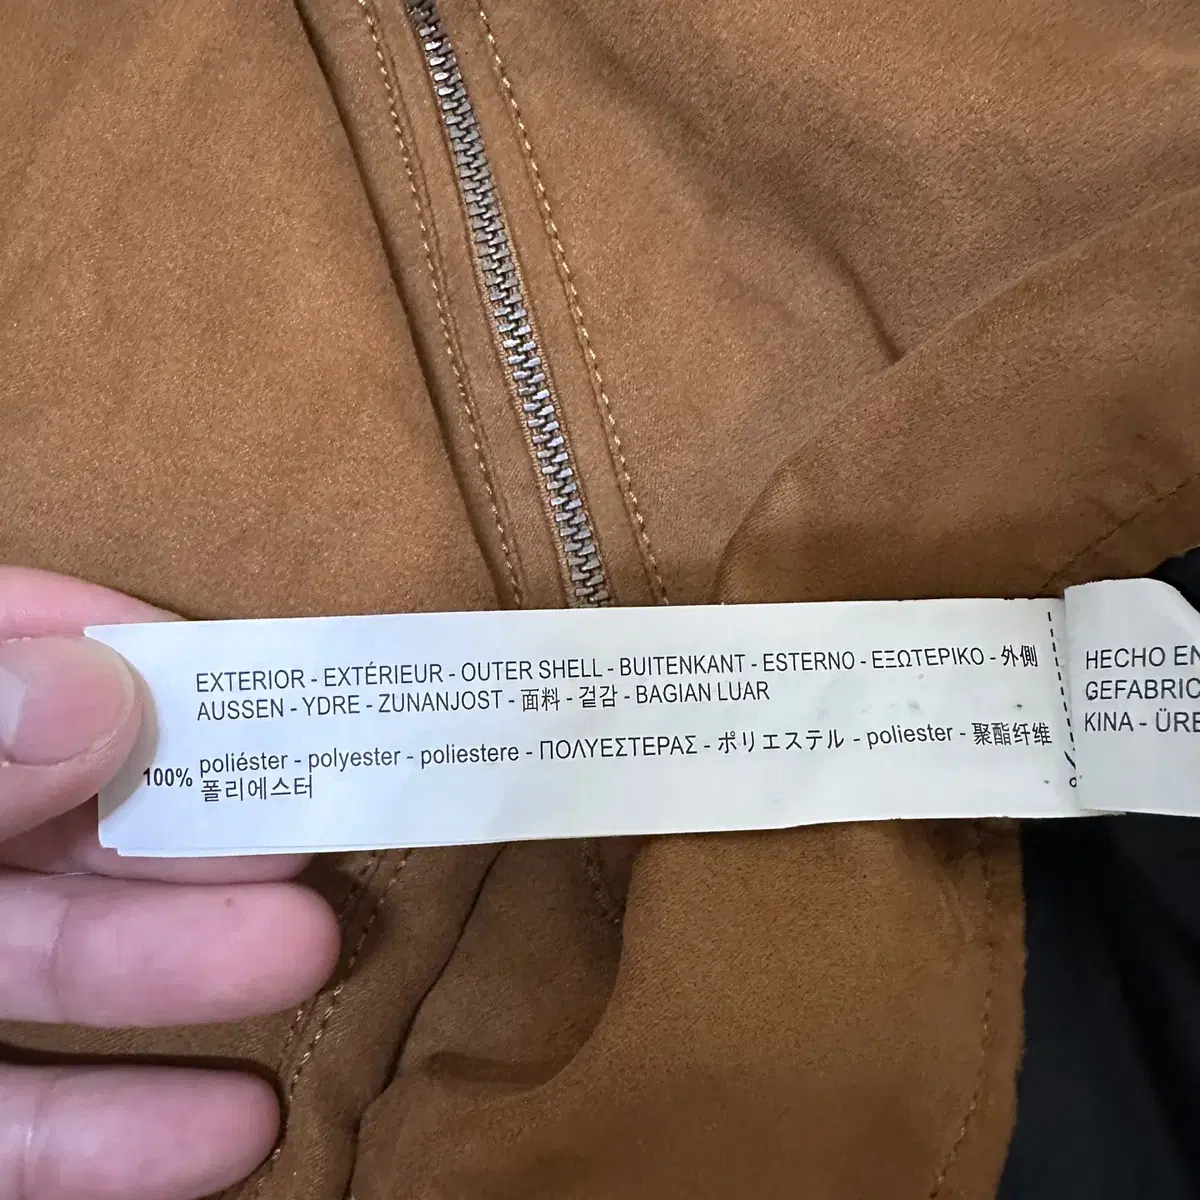 EXTERIOR - EXTÉRIEUR - OUTER SHELL - BUITENKANT - ESTERNO - ΕΞΩΤΕΡΙΚΟ - 外側
AUSSEN - YDRE - ZUNANJOST - 面料 - 겉감 - BAGIAN LUAR
poliéster - polyester - poliestere - ΠΟΛΥΕΣΤΕΡΑΣ - ポリエステル - poliester - 聚酯纤维
100% 폴리에스터
HECHO EN
GEFABRIC
KINA - ÜRE